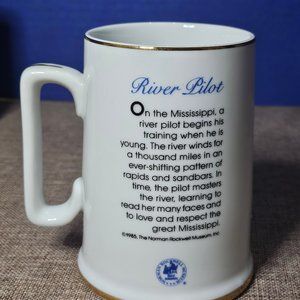 River Pilot
On the Mississippi, a
river pilot begins his
training when he is
young. The river winds for
a thousand miles in an
ever-shifting pattern of
rapids and sandbars. In
time, the pilot masters
the river, learning to
read her many faces and
to love and respect the
great Mississippi.
©1985, The Norman Rockwell Museum, Inc.